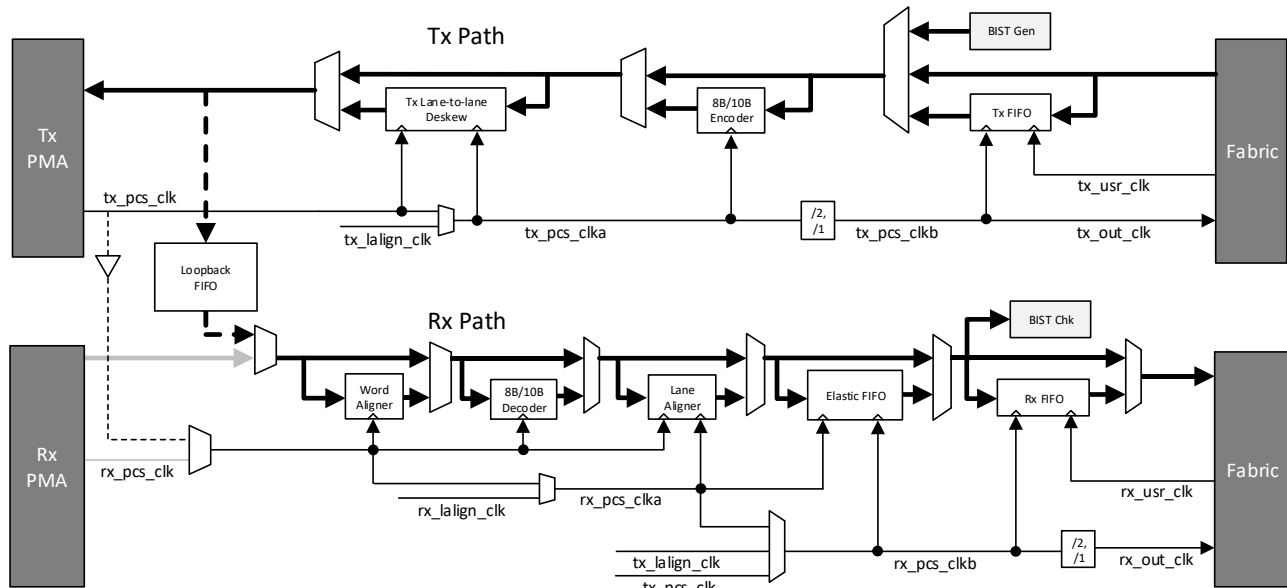 Tx Path
BIST Gen
Tx
PMA
Tx Lane-to-lane
Deskew
8B/10B
Encoder
Tx FIFO
Fabric
tx_pcs_clk
tx_usr_clk
tx_lalign_clk
tx_pcs_clka
/2,
/1
tx_pcs_clkb
tx_out_clk
Loopback
FIFO
Rx Path
BIST Chk
Rx
PMA
Word
Aligner
8B/10B
Decoder
Lane
Aligner
Elastic FIFO
Rx FIFO
Fabric
rx_pcs_clk
rx_lalign_clk
rx_pcs_clka
rx_usr_clk
tx_lalign_clk
rx_pcs_clkb
/2,
/1
rx_out_clk
tx_pcs_clk